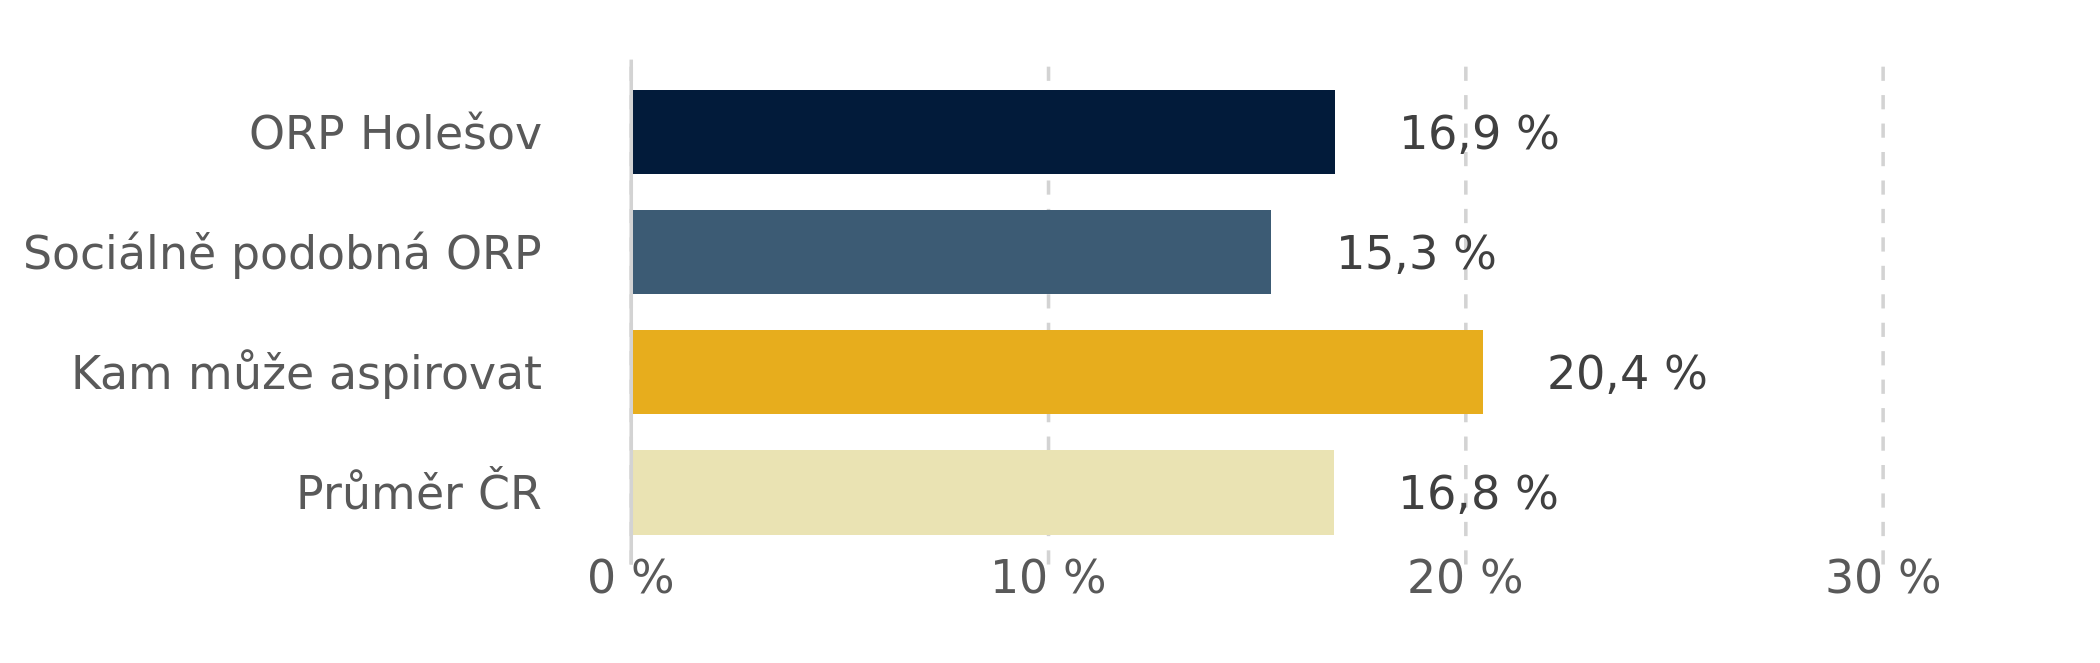 ORP Holešov
16,9 %
Sociálně podobná ORP
15,3 %
Kam může aspirovat
20,4 %
Průměr ČR
16,8 %
0 %
10 %
20 %
30 %